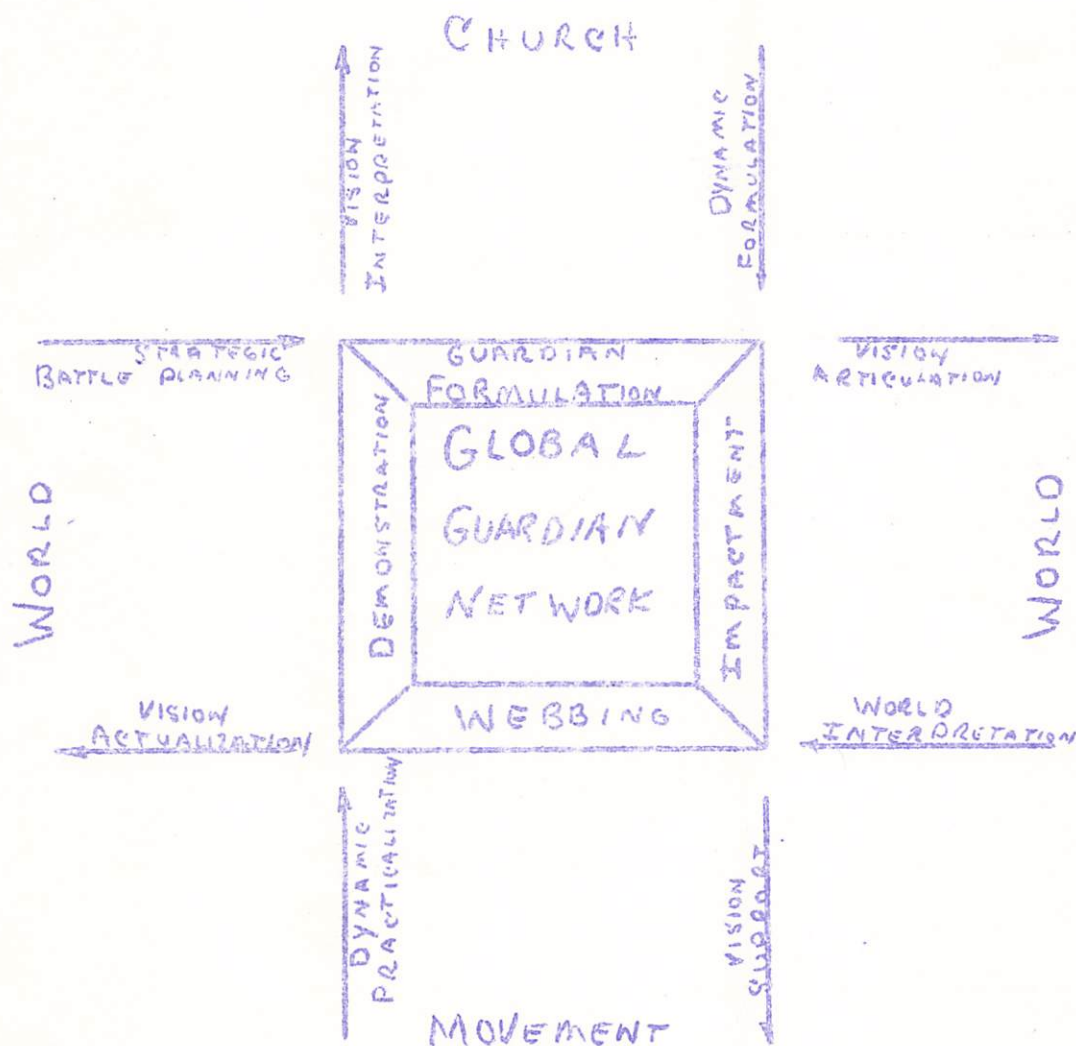 CHURCH
VISION
INTERPRETATION
DYNAMIC
FORMULATION
STRATEGIC
BATTLE PLANNING
GUARDIAN
FORMULATION
VISION
ARTICULATION
WORLD
DEMONSTRATION
GLOBAL
GUARDIAN
NETWORK
IMPACTMENT
WORLD
VISION
ACTUALIZATION
WEBBING
WORLD
INTERPRETATION
DYNAMIC
PRACTICALIZATION
VISION
SUPPORT
MOVEMENT